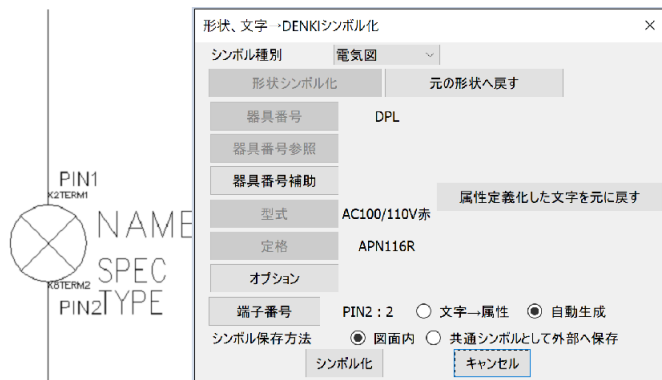 形状、文字→DENKIシンボル化
×
シンボル種別 電気図
形状シンボル化 元の形状へ戻す
器具番号 DPL
器具番号参照
器具番号補助
属性定義化した文字を元に戻す
型式 AC100/110V赤
定格 APN116R
オプション
端子番号 PIN2：2 文字→属性 自動生成
シンボル保存方法 図面内 共通シンボルとして外部へ保存
シンボル化 キャンセル
PIN1
X2TERM1
NAME
SPEC
X8TERM2
PIN2
TYPE